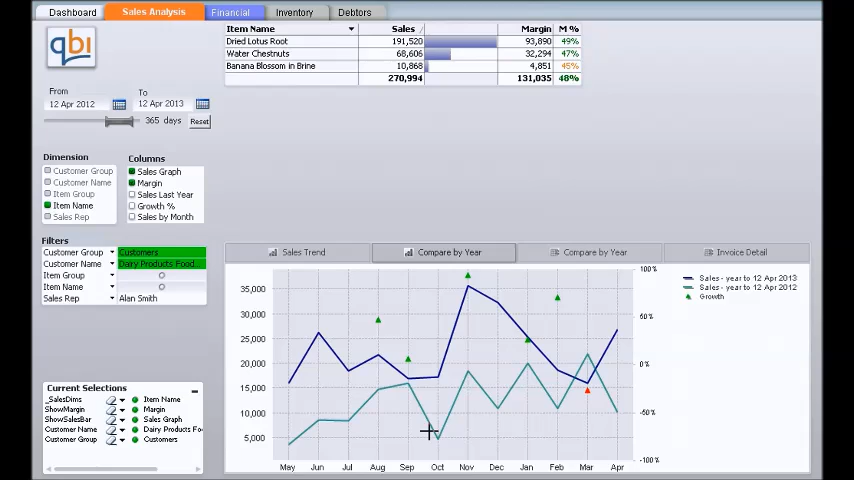 Dashboard Sales Analysis Financial Inventory Debtors
qbi
Item Name Sales Margin M %
Dried Lotus Root 191,520 93,890 49%
Water Chestnuts 68,606 32,294 47%
Banana Blossom in Brine 10,868 4,851 45%
270,994 131,035 48%
From To
12 Apr 2012 12 Apr 2013
365 days Reset
Dimension
Customer Group
Customer Name
Item Group
Item Name
Sales Rep
Columns
Sales Graph
Margin
Sales Last Year
Growth %
Sales by Month
Filters
Customer Group Customers
Customer Name Dairy Products Food...
Item Group
Item Name
Sales Rep Alan Smith
Current Selections
_SalesDims Item Name
ShowMargin Margin
ShowSalesBar Sales Graph
Customer Name Dairy Products Fo
Customer Group Customers
Sales Trend Compare by Year Compare by Year Invoice Detail
35,000
30,000
25,000
20,000
15,000
10,000
5,000
100%
50%
0%
-50%
-100%
May Jun Jul Aug Sep Oct Nov Dec Jan Feb Mar Apr
Sales - year to 12 Apr 2013
Sales - year to 12 Apr 2012
Growth